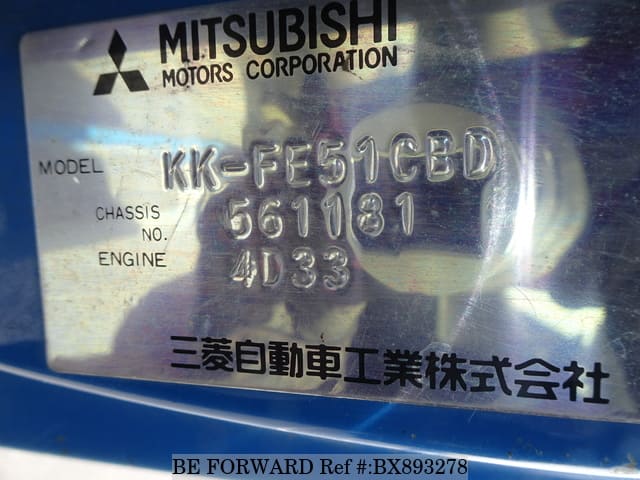 MITSUBISHI
MOTORS CORPORATION
MODEL KK-FE51CBD
CHASSIS NO. 561181
ENGINE 4D33
三菱自動車工業株式会社
BE FORWARD Ref #:BX893278